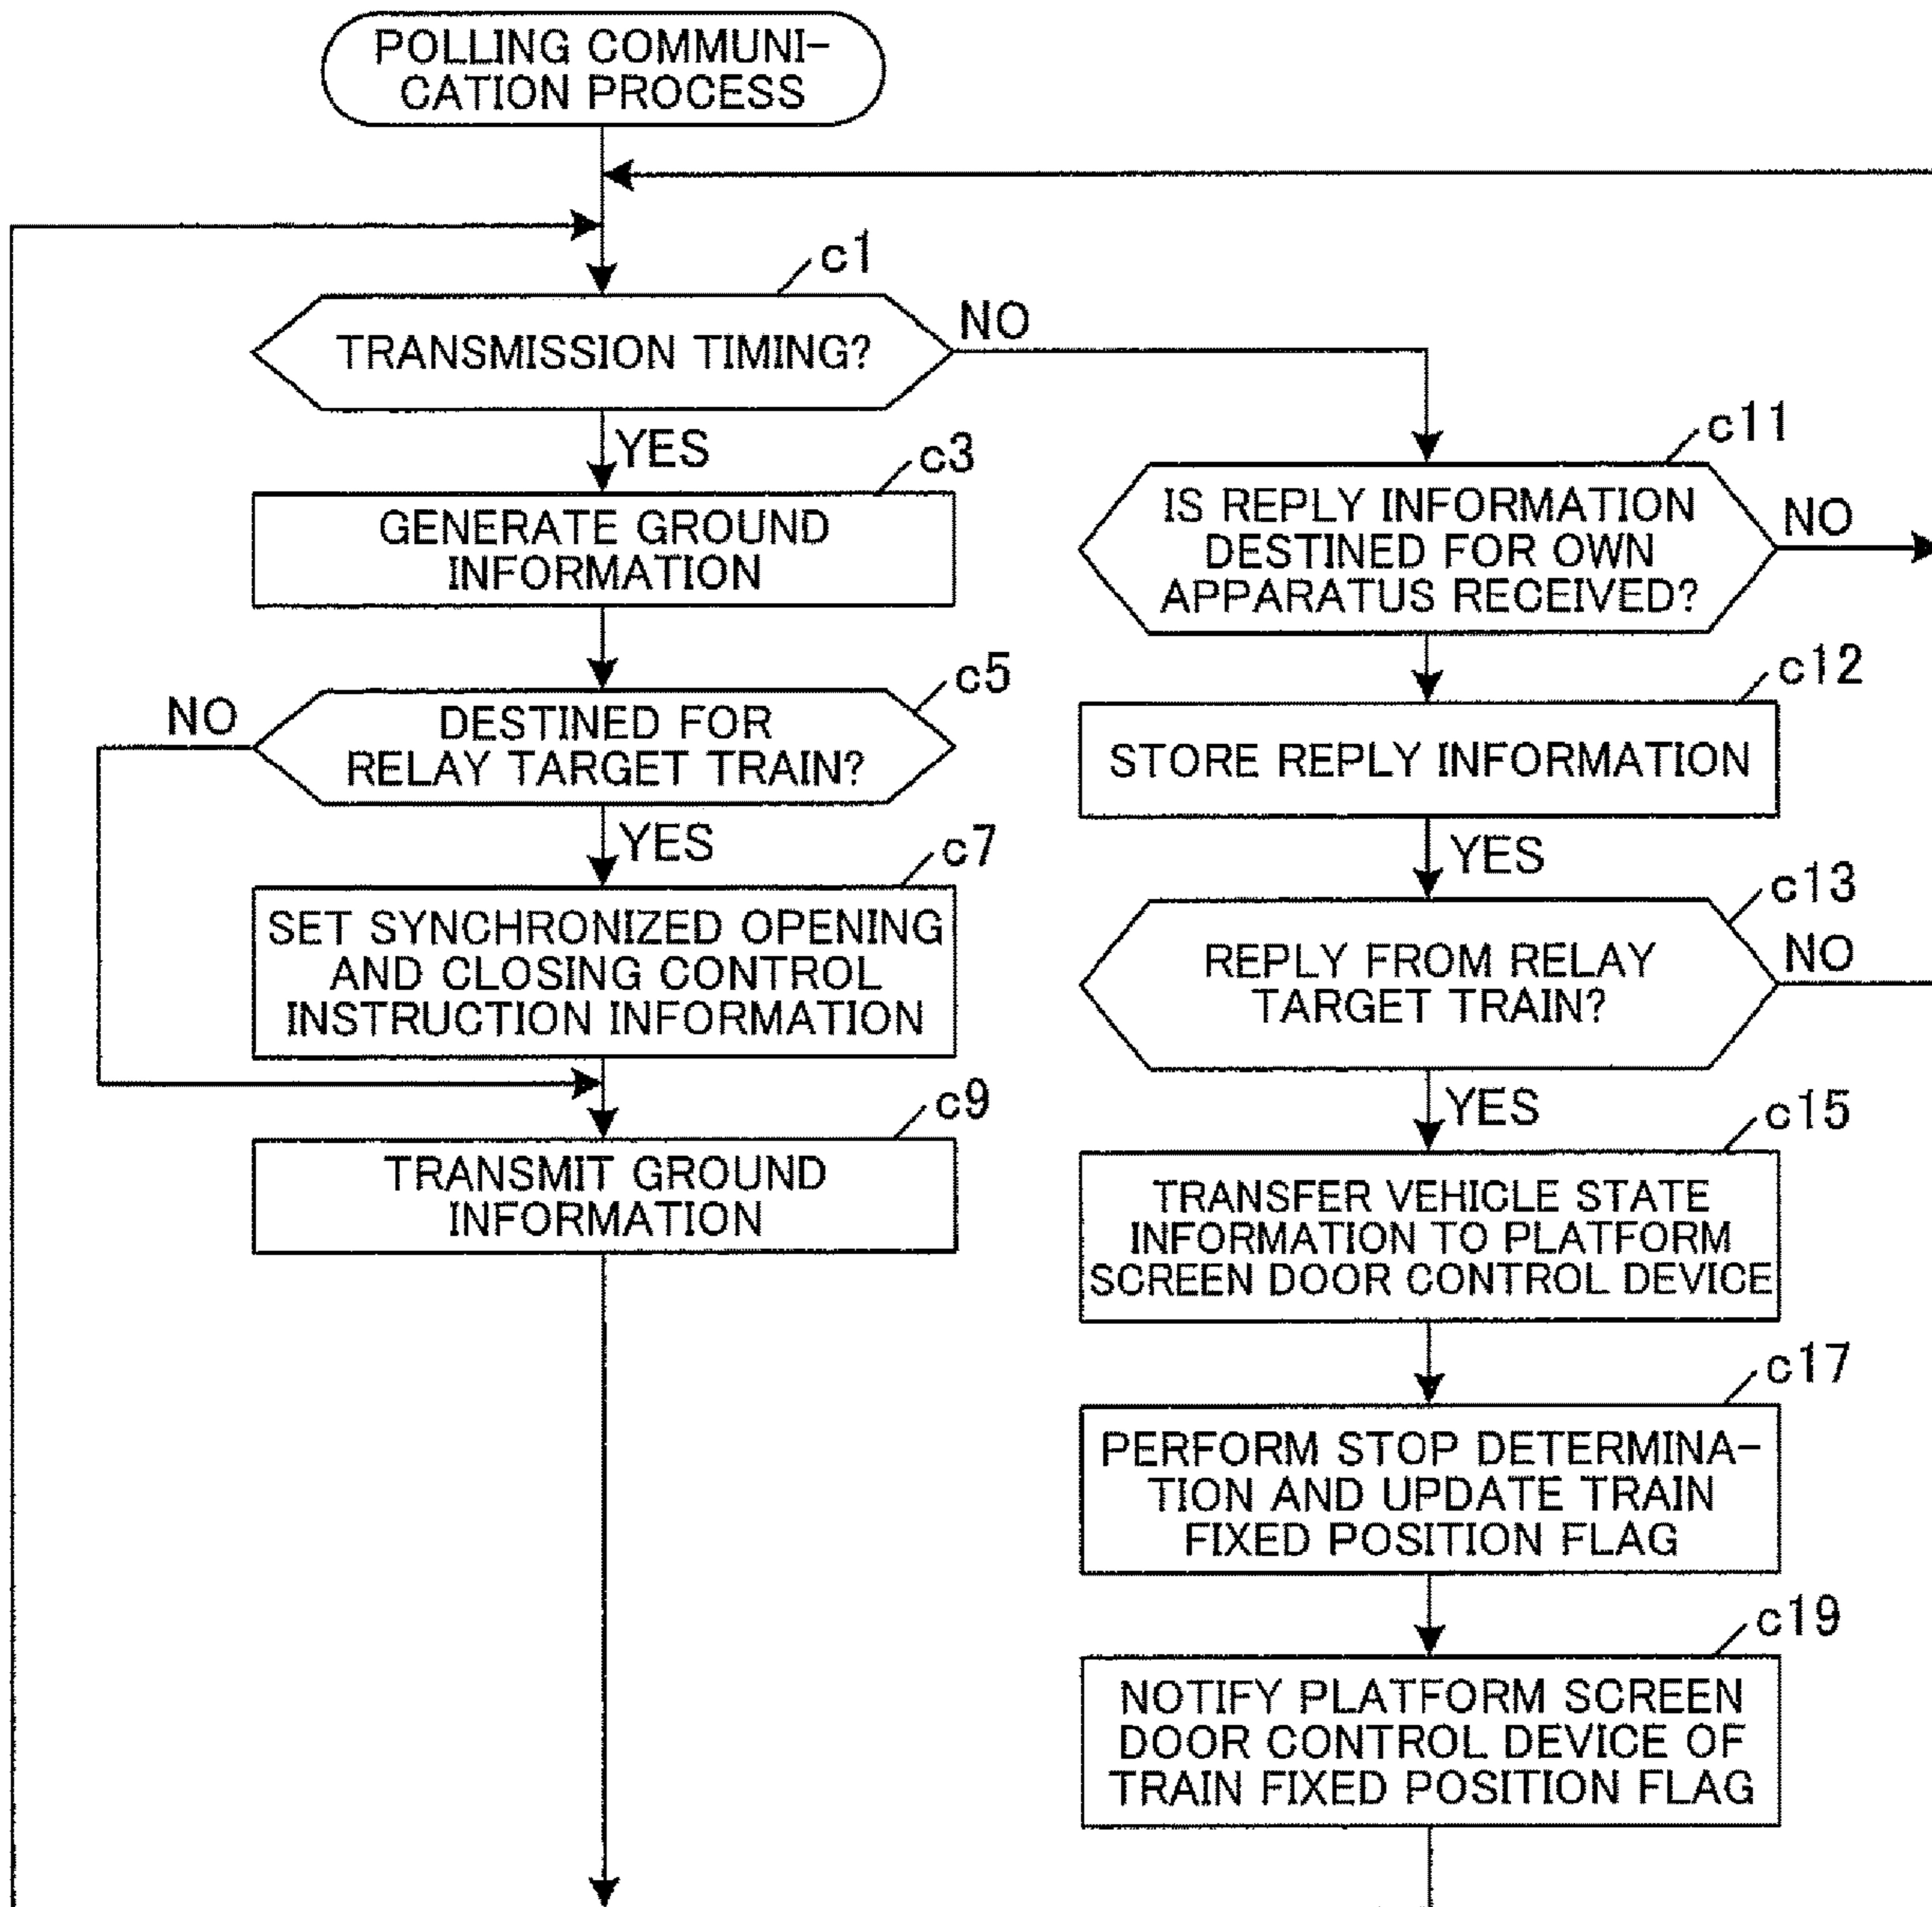 POLLING COMMUNI-
CATION PROCESS
c1
TRANSMISSION TIMING?
NO
YES
c3
GENERATE GROUND
INFORMATION
c5
NO
DESTINED FOR
RELAY TARGET TRAIN?
YES
c7
SET SYNCHRONIZED OPENING
AND CLOSING CONTROL
INSTRUCTION INFORMATION
c9
TRANSMIT GROUND
INFORMATION
c11
IS REPLY INFORMATION
DESTINED FOR OWN
APPARATUS RECEIVED?
NO
c12
STORE REPLY INFORMATION
YES
c13
REPLY FROM RELAY
TARGET TRAIN?
NO
YES
c15
TRANSFER VEHICLE STATE
INFORMATION TO PLATFORM
SCREEN DOOR CONTROL DEVICE
c17
PERFORM STOP DETERMINA-
TION AND UPDATE TRAIN
FIXED POSITION FLAG
c19
NOTIFY PLATFORM SCREEN
DOOR CONTROL DEVICE OF
TRAIN FIXED POSITION FLAG